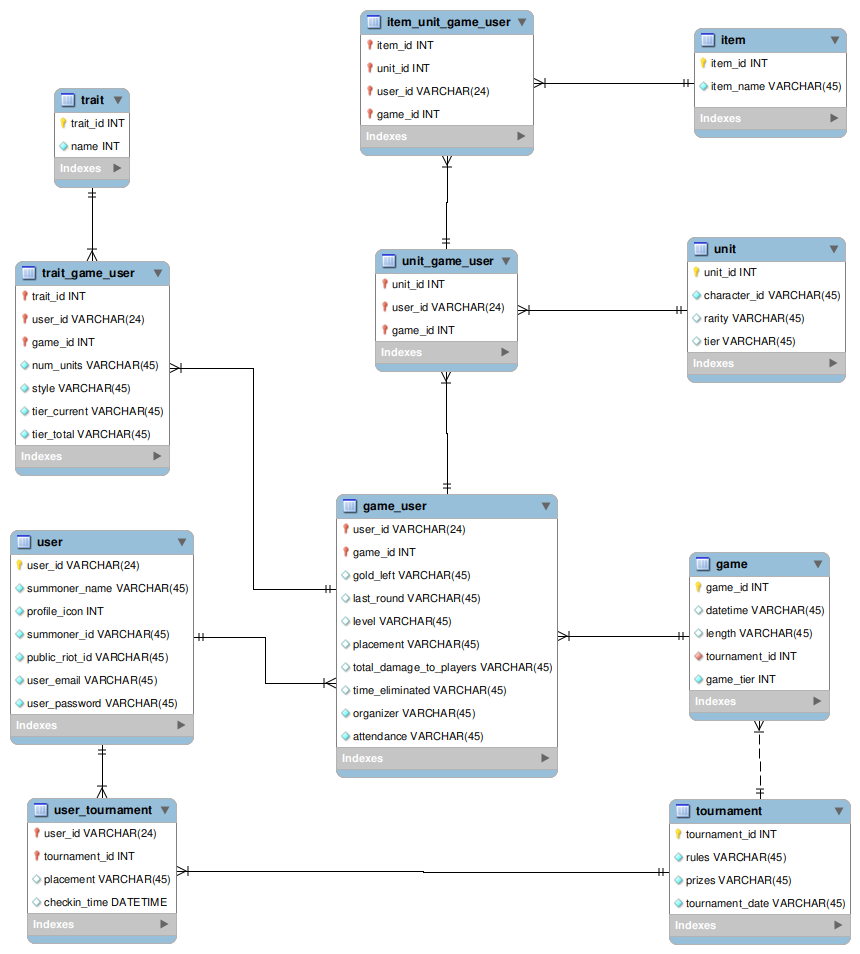 item_unit_game_user
item_id INT
unit_id INT
user_id VARCHAR(24)
game_id INT
Indexes
item
item_id INT
item_name VARCHAR(45)
Indexes
trait
trait_id INT
name INT
Indexes
trait_game_user
trait_id INT
user_id VARCHAR(24)
game_id INT
num_units VARCHAR(45)
style VARCHAR(45)
tier_current VARCHAR(45)
tier_total VARCHAR(45)
Indexes
unit_game_user
unit_id INT
user_id VARCHAR(24)
game_id INT
Indexes
unit
unit_id INT
character_id VARCHAR(45)
rarity VARCHAR(45)
tier VARCHAR(45)
Indexes
user
user_id VARCHAR(24)
summoner_name VARCHAR(45)
profile_icon INT
summoner_id VARCHAR(45)
public_riot_id VARCHAR(45)
user_email VARCHAR(45)
user_password VARCHAR(45)
Indexes
game_user
user_id VARCHAR(24)
game_id INT
gold_left VARCHAR(45)
last_round VARCHAR(45)
level VARCHAR(45)
placement VARCHAR(45)
total_damage_to_players VARCHAR(45)
time_eliminated VARCHAR(45)
organizer VARCHAR(45)
attendance VARCHAR(45)
Indexes
game
game_id INT
datetime VARCHAR(45)
length VARCHAR(45)
tournament_id INT
game_tier INT
Indexes
user_tournament
user_id VARCHAR(24)
tournament_id INT
placement VARCHAR(45)
checkin_time DATETIME
Indexes
tournament
tournament_id INT
rules VARCHAR(45)
prizes VARCHAR(45)
tournament_date VARCHAR(45)
Indexes